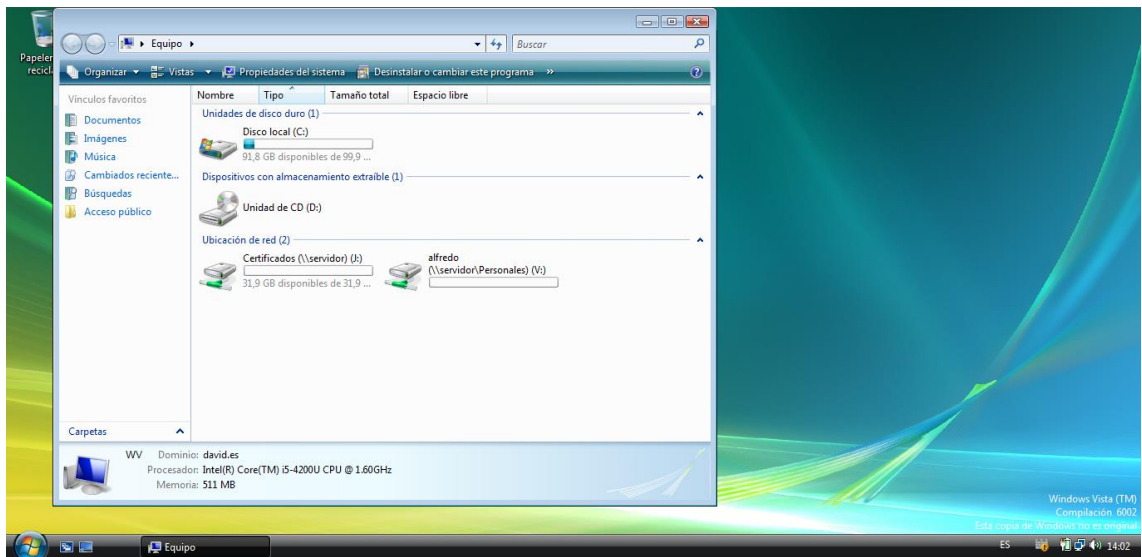 Papeler
recicl
Equipo
Buscar
Organizar
Vistas
Propiedades del sistema
Desinstalar o cambiar este programa
»
Vínculos favoritos
Documentos
Imágenes
Música
Cambiados reciente...
Búsquedas
Acceso público
Carpetas
Nombre Tipo Tamaño total Espacio libre
Unidades de disco duro (1)
Disco local (C:)
91,8 GB disponibles de 99,9 ...
Dispositivos con almacenamiento extraíble (1)
Unidad de CD (D:)
Ubicación de red (2)
Certificados (\\servidor) (J:)
31,9 GB disponibles de 31,9 ...
alfredo
(\\servidor\Personales) (V:)
WV Dominio: david.es
Procesador: Intel(R) Core(TM) i5-4200U CPU @ 1.60GHz
Memoria: 511 MB
Windows Vista (TM)
Compilación 6002
Esta copia de Windows no es original
Equipo
ES
14:02